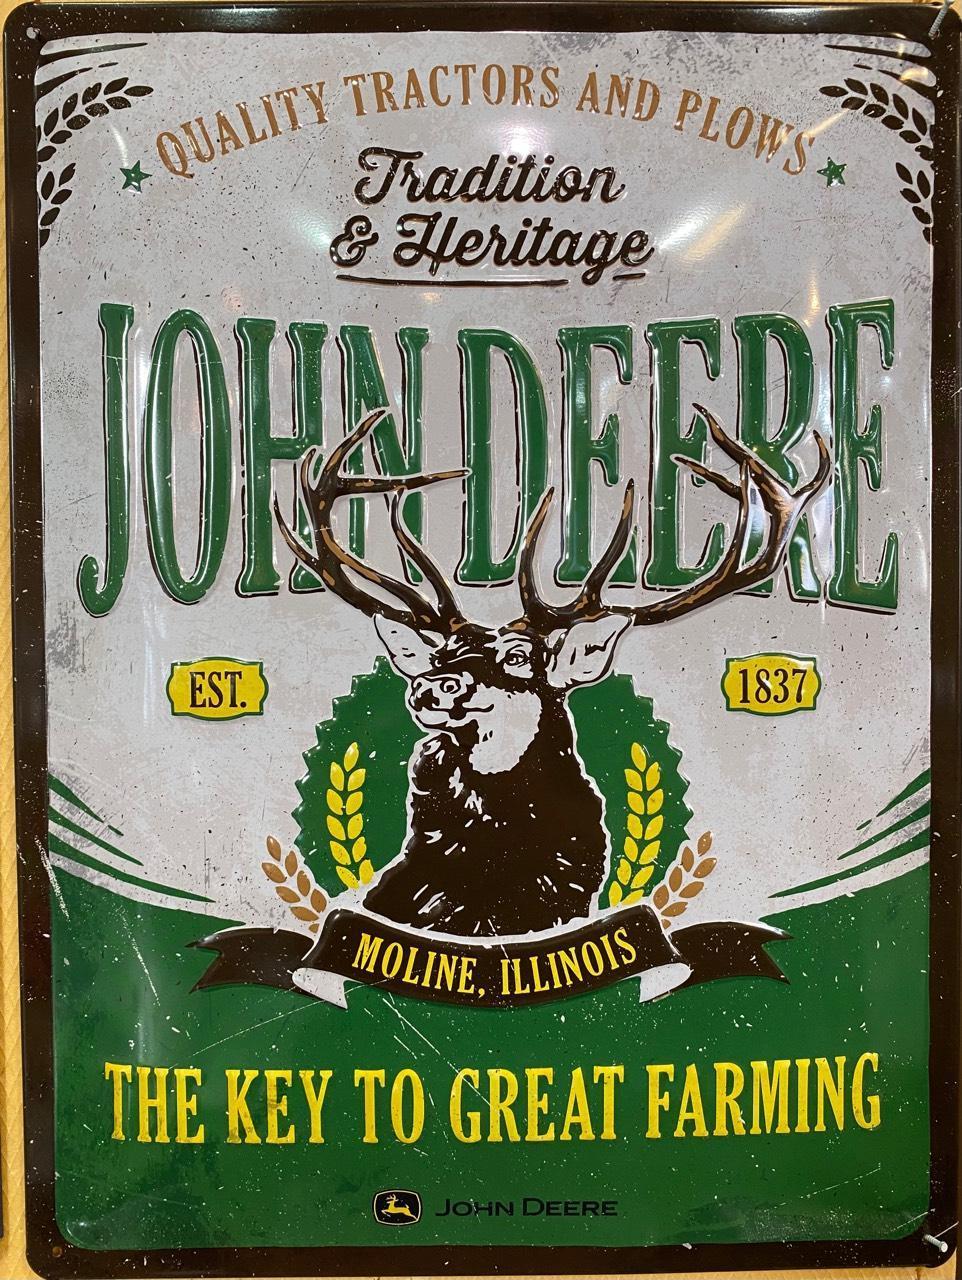 QUALITY TRACTORS AND PLOWS
Tradition
& Heritage
JOHN DEERE
EST.
1837
MOLINE, ILLINOIS
THE KEY TO GREAT FARMING
JOHN DEERE